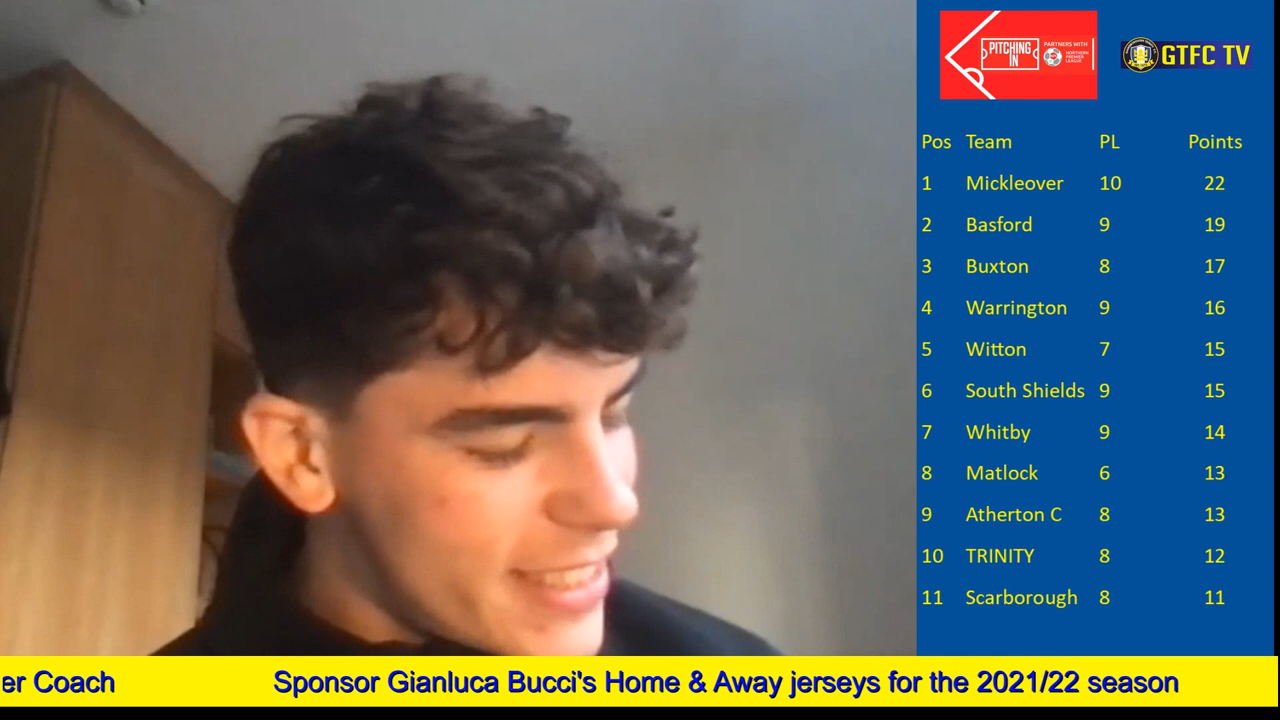 PITCHING
IN
PARTNERS WITH
NORTHERN
PREMIER
LEAGUE
GTFC TV
Pos Team PL Points
1 Mickleover 10 22
2 Basford 9 19
3 Buxton 8 17
4 Warrington 9 16
5 Witton 7 15
6 South Shields 9 15
7 Whitby 9 14
8 Matlock 6 13
9 Atherton C 8 13
10 TRINITY 8 12
11 Scarborough 8 11
er Coach Sponsor Gianluca Bucci's Home & Away jerseys for the 2021/22 season